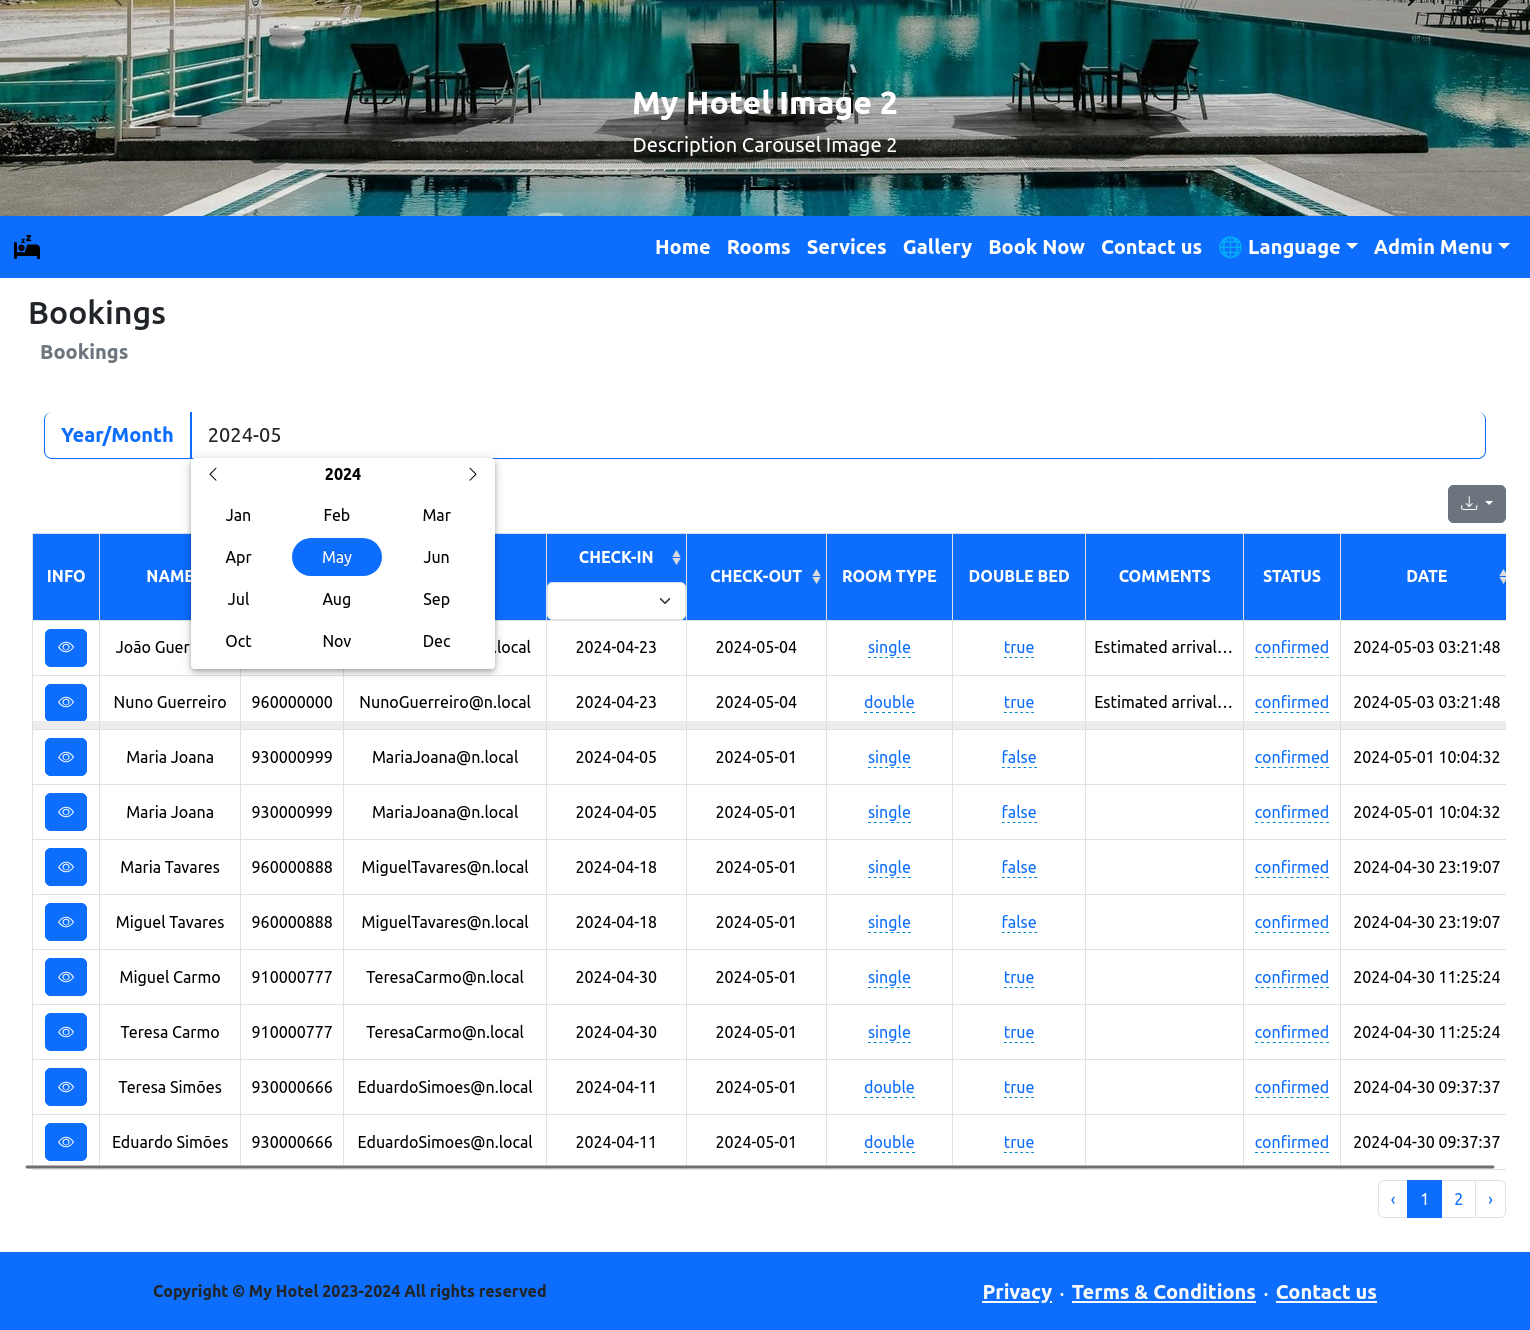 My Hotel Image 2
Description Carousel Image 2
Home Rooms Services Gallery Book Now Contact us Language Admin Menu
Bookings
Bookings
Year/Month 2024-05
2024
Jan Feb Mar
Apr May Jun
Jul Aug Sep
Oct Nov Dec
INFO NAME CHECK-IN CHECK-OUT ROOM TYPE DOUBLE BED COMMENTS STATUS DATE
João Guer .local 2024-04-23 2024-05-04 single true Estimated arrival… confirmed 2024-05-03 03:21:48
Nuno Guerreiro 960000000 NunoGuerreiro@n.local 2024-04-23 2024-05-04 double true Estimated arrival… confirmed 2024-05-03 03:21:48
Maria Joana 930000999 MariaJoana@n.local 2024-04-05 2024-05-01 single false confirmed 2024-05-01 10:04:32
Maria Joana 930000999 MariaJoana@n.local 2024-04-05 2024-05-01 single false confirmed 2024-05-01 10:04:32
Maria Tavares 960000888 MiguelTavares@n.local 2024-04-18 2024-05-01 single false confirmed 2024-04-30 23:19:07
Miguel Tavares 960000888 MiguelTavares@n.local 2024-04-18 2024-05-01 single false confirmed 2024-04-30 23:19:07
Miguel Carmo 910000777 TeresaCarmo@n.local 2024-04-30 2024-05-01 single true confirmed 2024-04-30 11:25:24
Teresa Carmo 910000777 TeresaCarmo@n.local 2024-04-30 2024-05-01 single true confirmed 2024-04-30 11:25:24
Teresa Simões 930000666 EduardoSimoes@n.local 2024-04-11 2024-05-01 double true confirmed 2024-04-30 09:37:37
Eduardo Simões 930000666 EduardoSimoes@n.local 2024-04-11 2024-05-01 double true confirmed 2024-04-30 09:37:37
‹ 1 2 ›
Copyright © My Hotel 2023-2024 All rights reserved Privacy · Terms & Conditions · Contact us